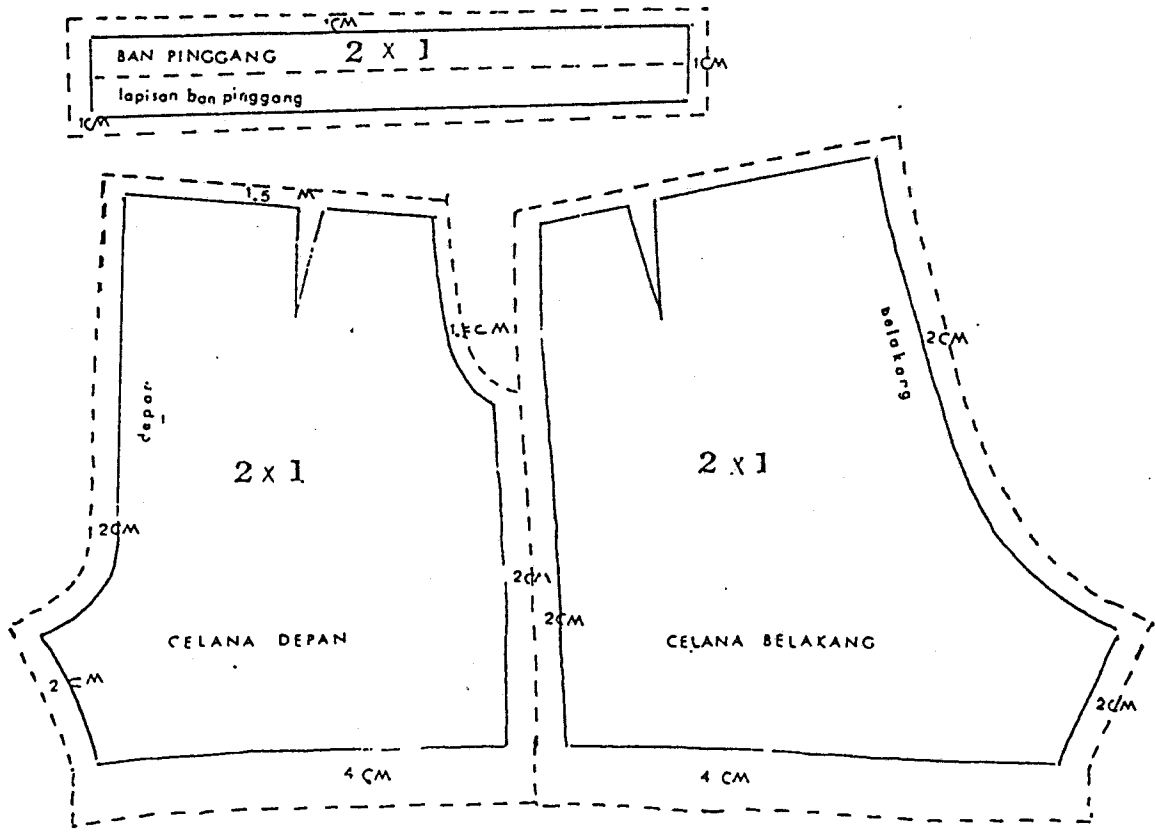 1CM
BAN PINGGANG 2 X 1
1CM
lapisan ban pinggang
1CM
1.5 M
1.5CM
2CM
depan
belakang
2 X 1
2 X 1
2CM
2CM
2CM
CELANA DEPAN
CELANA BELAKANG
2 CM
2CM
4 CM
4 CM